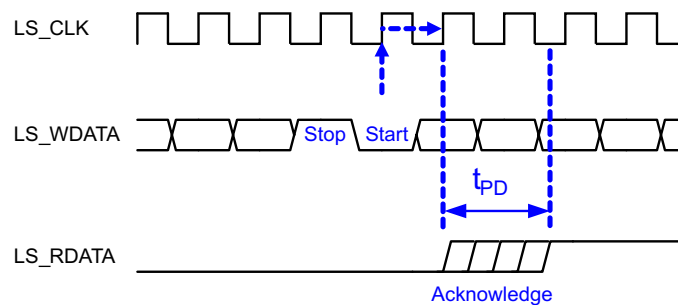 LS_CLK
LS_WDATA
Stop
Start
tPD
LS_RDATA
Acknowledge